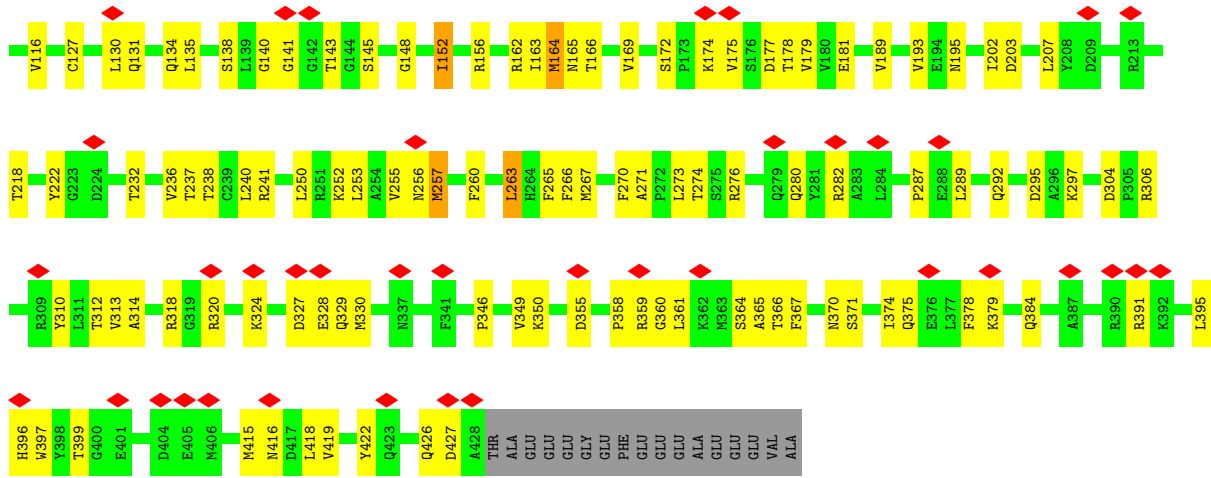 V116 C127 L130 Q131 Q134 L135 S138 L139 G140 G141 G142 T143 G144 S145 G148 I152 R156 R162 I163 M164 N165 T166 V169 S172 P173 K174 V175 S176 D177 T178 V179 V180 E181 V189 V193 E194 N195 I202 D203 L207 Y208 D209 R213
T218 Y222 G223 D224 T232 V236 T237 T238 C239 L240 R241 L250 R251 K252 L253 A254 V255 N256 M257 F260 L263 H264 F265 F266 M267 F270 A271 P272 L273 T274 S275 R276 Q279 Q280 Y281 R282 A283 L284 P287 E288 L289 Q292 D295 A296 K297 D304 P305 R306
R309 Y310 L311 T312 V313 A314 R318 G319 R320 K324 D327 E328 Q329 M330 N337 F341 P346 V349 K350 D355 P358 R359 G360 L361 K362 M363 S364 A365 T366 F367 N370 S371 I374 Q375 E376 L377 F378 K379 Q384 A387 R390 R391 K392 L395
H396 W397 Y398 T399 G400 E401 D404 E405 M406 M415 N416 D417 L418 V419 Y422 Q423 Q426 D427 A428 THR ALA GLU GLU GLU GLY GLU PHE GLU GLU GLU ALA GLU GLU GLU VAL ALA